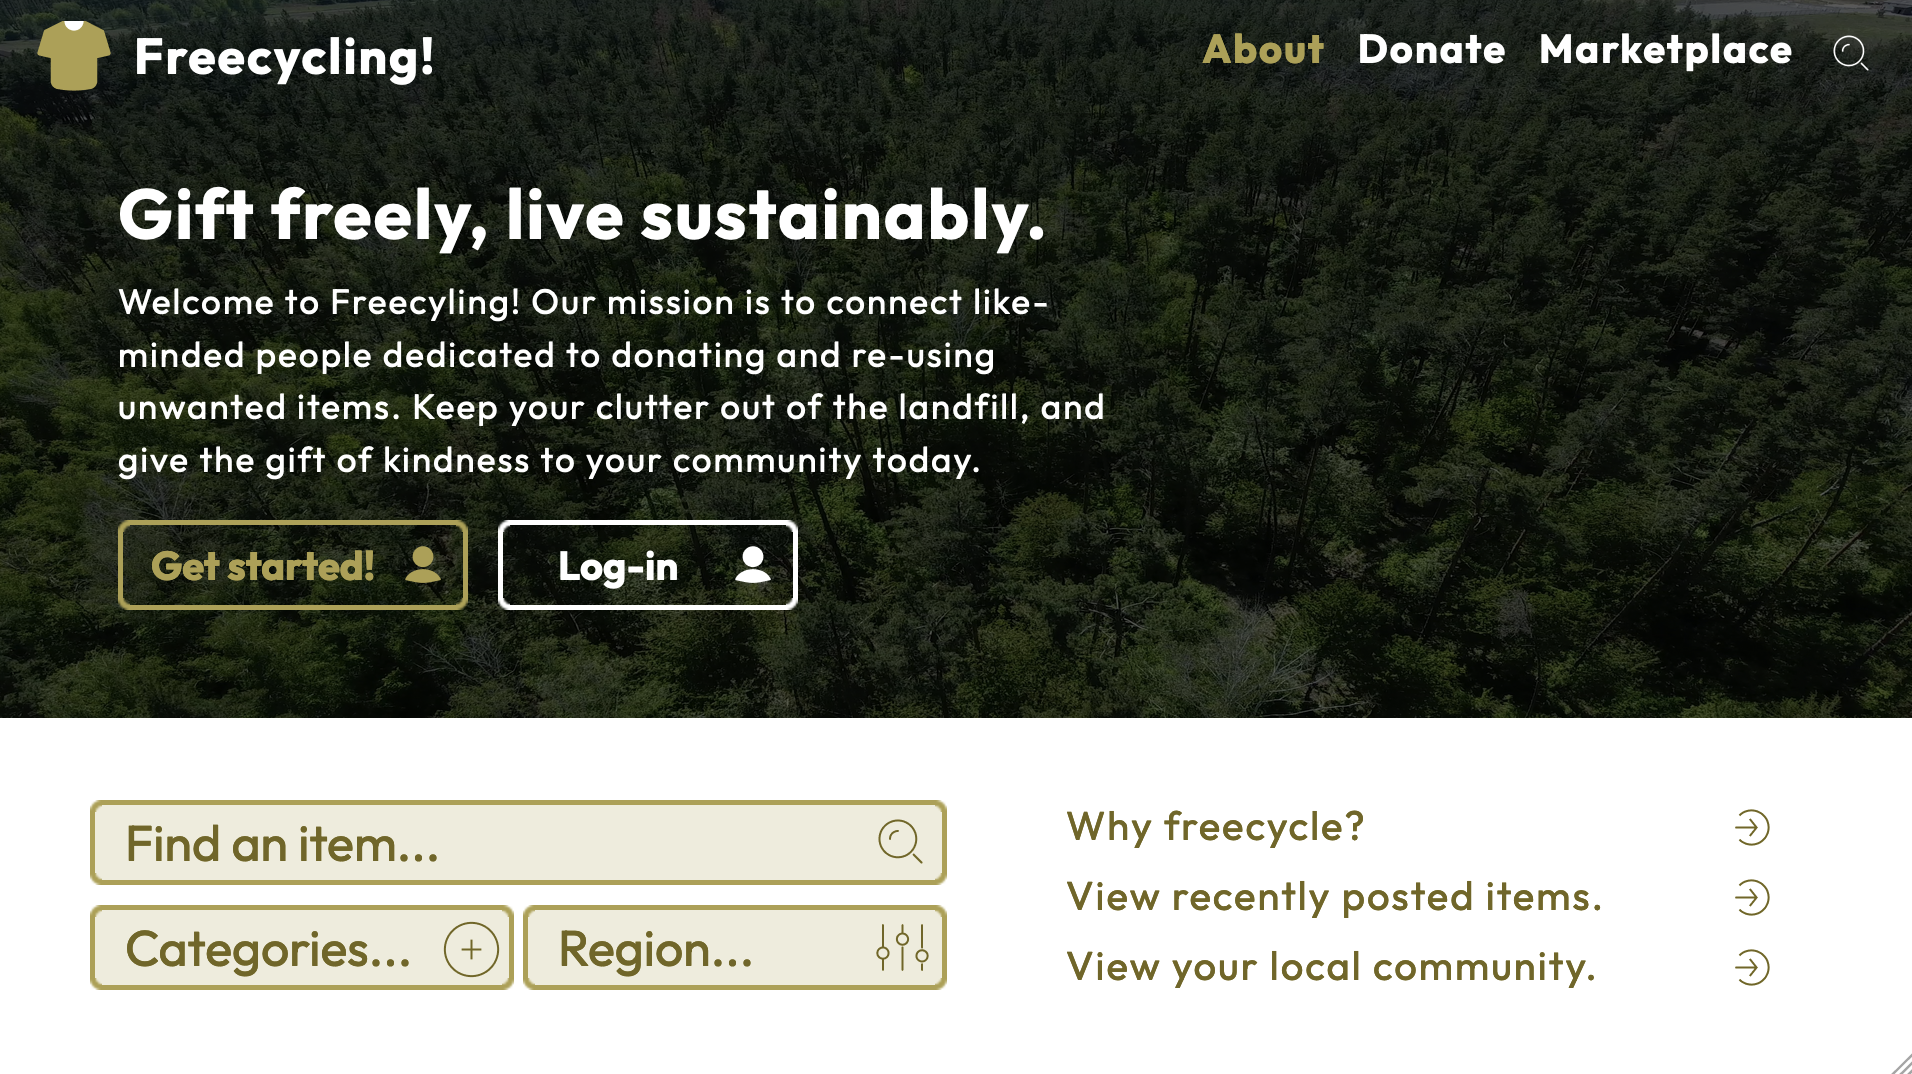 Freecycling!
About Donate Marketplace
Gift freely, live sustainably.
Welcome to Freecyling! Our mission is to connect like-
minded people dedicated to donating and re-using
unwanted items. Keep your clutter out of the landfill, and
give the gift of kindness to your community today.
Get started! Log-in
Find an item...
Categories... Region...
Why freecycle?
View recently posted items.
View your local community.